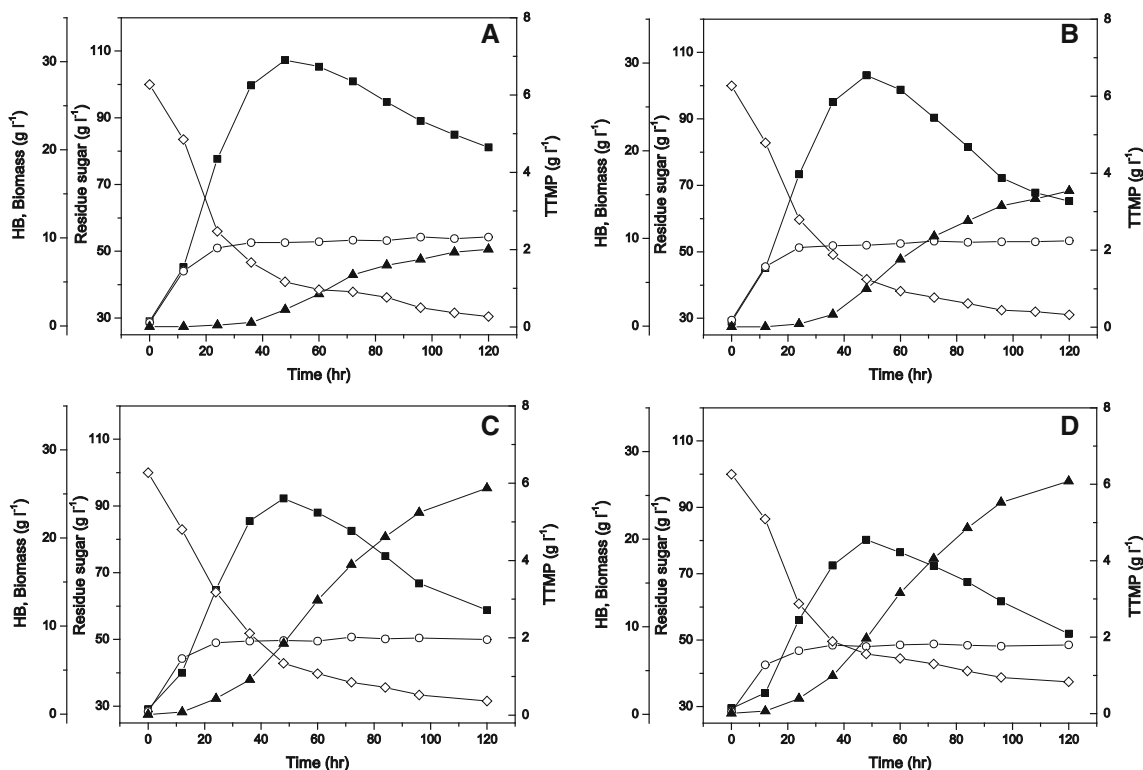 A
HB, Biomass (g l⁻¹)
30
20
10
0
Residue sugar (g l⁻¹)
110
90
70
50
30
TTMP (g l⁻¹)
8
6
4
2
0
0 20 40 60 80 100 120
Time (hr)
B
HB, Biomass (g l⁻¹)
30
20
10
0
Residue sugar (g l⁻¹)
110
90
70
50
30
TTMP (g l⁻¹)
8
6
4
2
0
0 20 40 60 80 100 120
Time (hr)
C
HB, Biomass (g l⁻¹)
30
20
10
0
Residue sugar (g l⁻¹)
110
90
70
50
30
TTMP (g l⁻¹)
8
6
4
2
0
0 20 40 60 80 100 120
Time (hr)
D
HB, Biomass (g l⁻¹)
30
20
10
0
Residue sugar (g l⁻¹)
110
90
70
50
30
TTMP (g l⁻¹)
8
6
4
2
0
0 20 40 60 80 100 120
Time (hr)